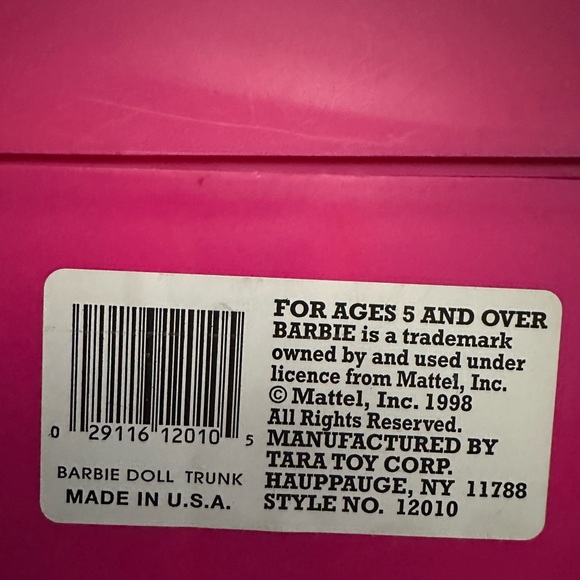 0 29116 12010 5
BARBIE DOLL TRUNK
MADE IN U.S.A.
FOR AGES 5 AND OVER
BARBIE is a trademark
owned by and used under
licence from Mattel, Inc.
© Mattel, Inc. 1998
All Rights Reserved.
MANUFACTURED BY
TARA TOY CORP.
HAUPPAUGE, NY 11788
STYLE NO. 12010